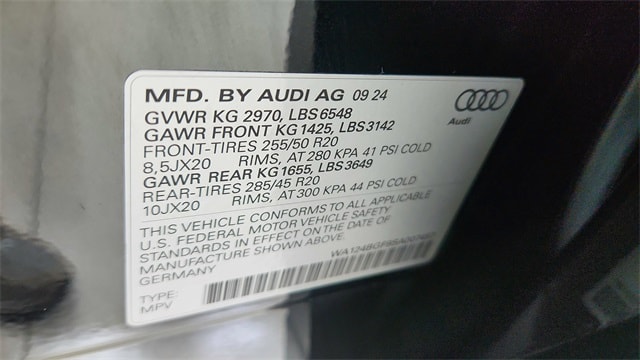 MFD. BY AUDI AG 09 24
GVWR KG 2970, LBS 6548
GAWR FRONT KG 1425, LBS 3142
FRONT-TIRES 255/50 R20
8,5JX20 RIMS, AT 280 KPA 41 PSI COLD
GAWR REAR KG 1655, LBS 3649
REAR-TIRES 285/45 R20
10JX20 RIMS, AT 300 KPA 44 PSI COLD
THIS VEHICLE CONFORMS TO ALL APPLICABLE
U.S. FEDERAL MOTOR VEHICLE SAFETY
STANDARDS IN EFFECT ON THE DATE OF
MANUFACTURE SHOWN ABOVE.
GERMANY
TYPE:
MPV
Audi